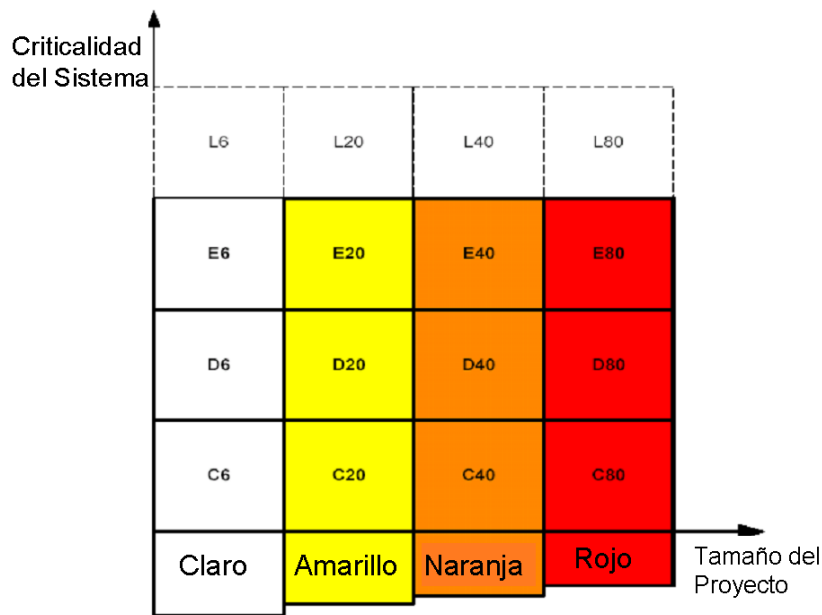 Criticalidad
del Sistema
L6 L20 L40 L80
E6 E20 E40 E80
D6 D20 D40 D80
C6 C20 C40 C80
Claro Amarillo Naranja Rojo
Tamaño del
Proyecto